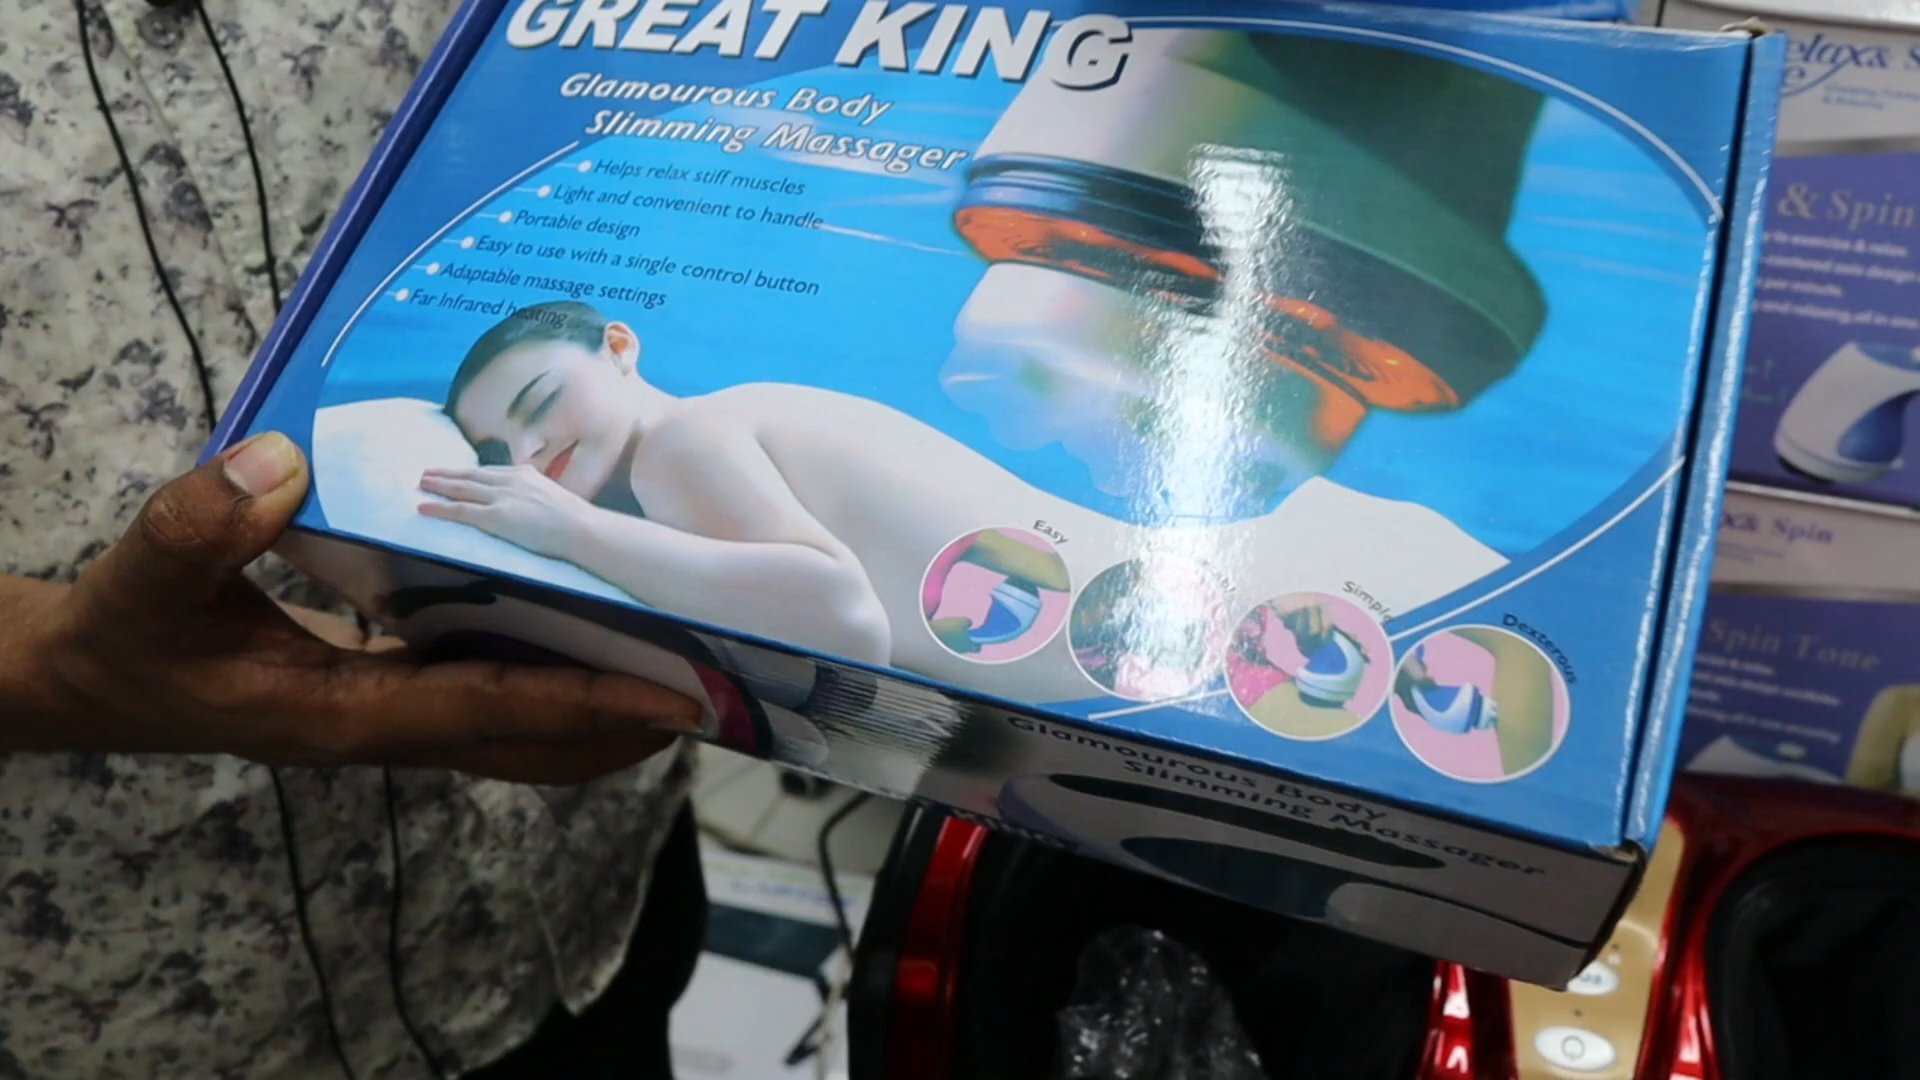 GREAT KING
Glamourous Body
Slimming Massager
Helps relax stiff muscles
Light and convenient to handle
Portable design
Easy to use with a single control button
Adaptable massage settings
Far Infrared heating
Easy
Simple
Dexterous
Glamourous Body
Slimming Massager
& Spin
Spin
Spin Tone